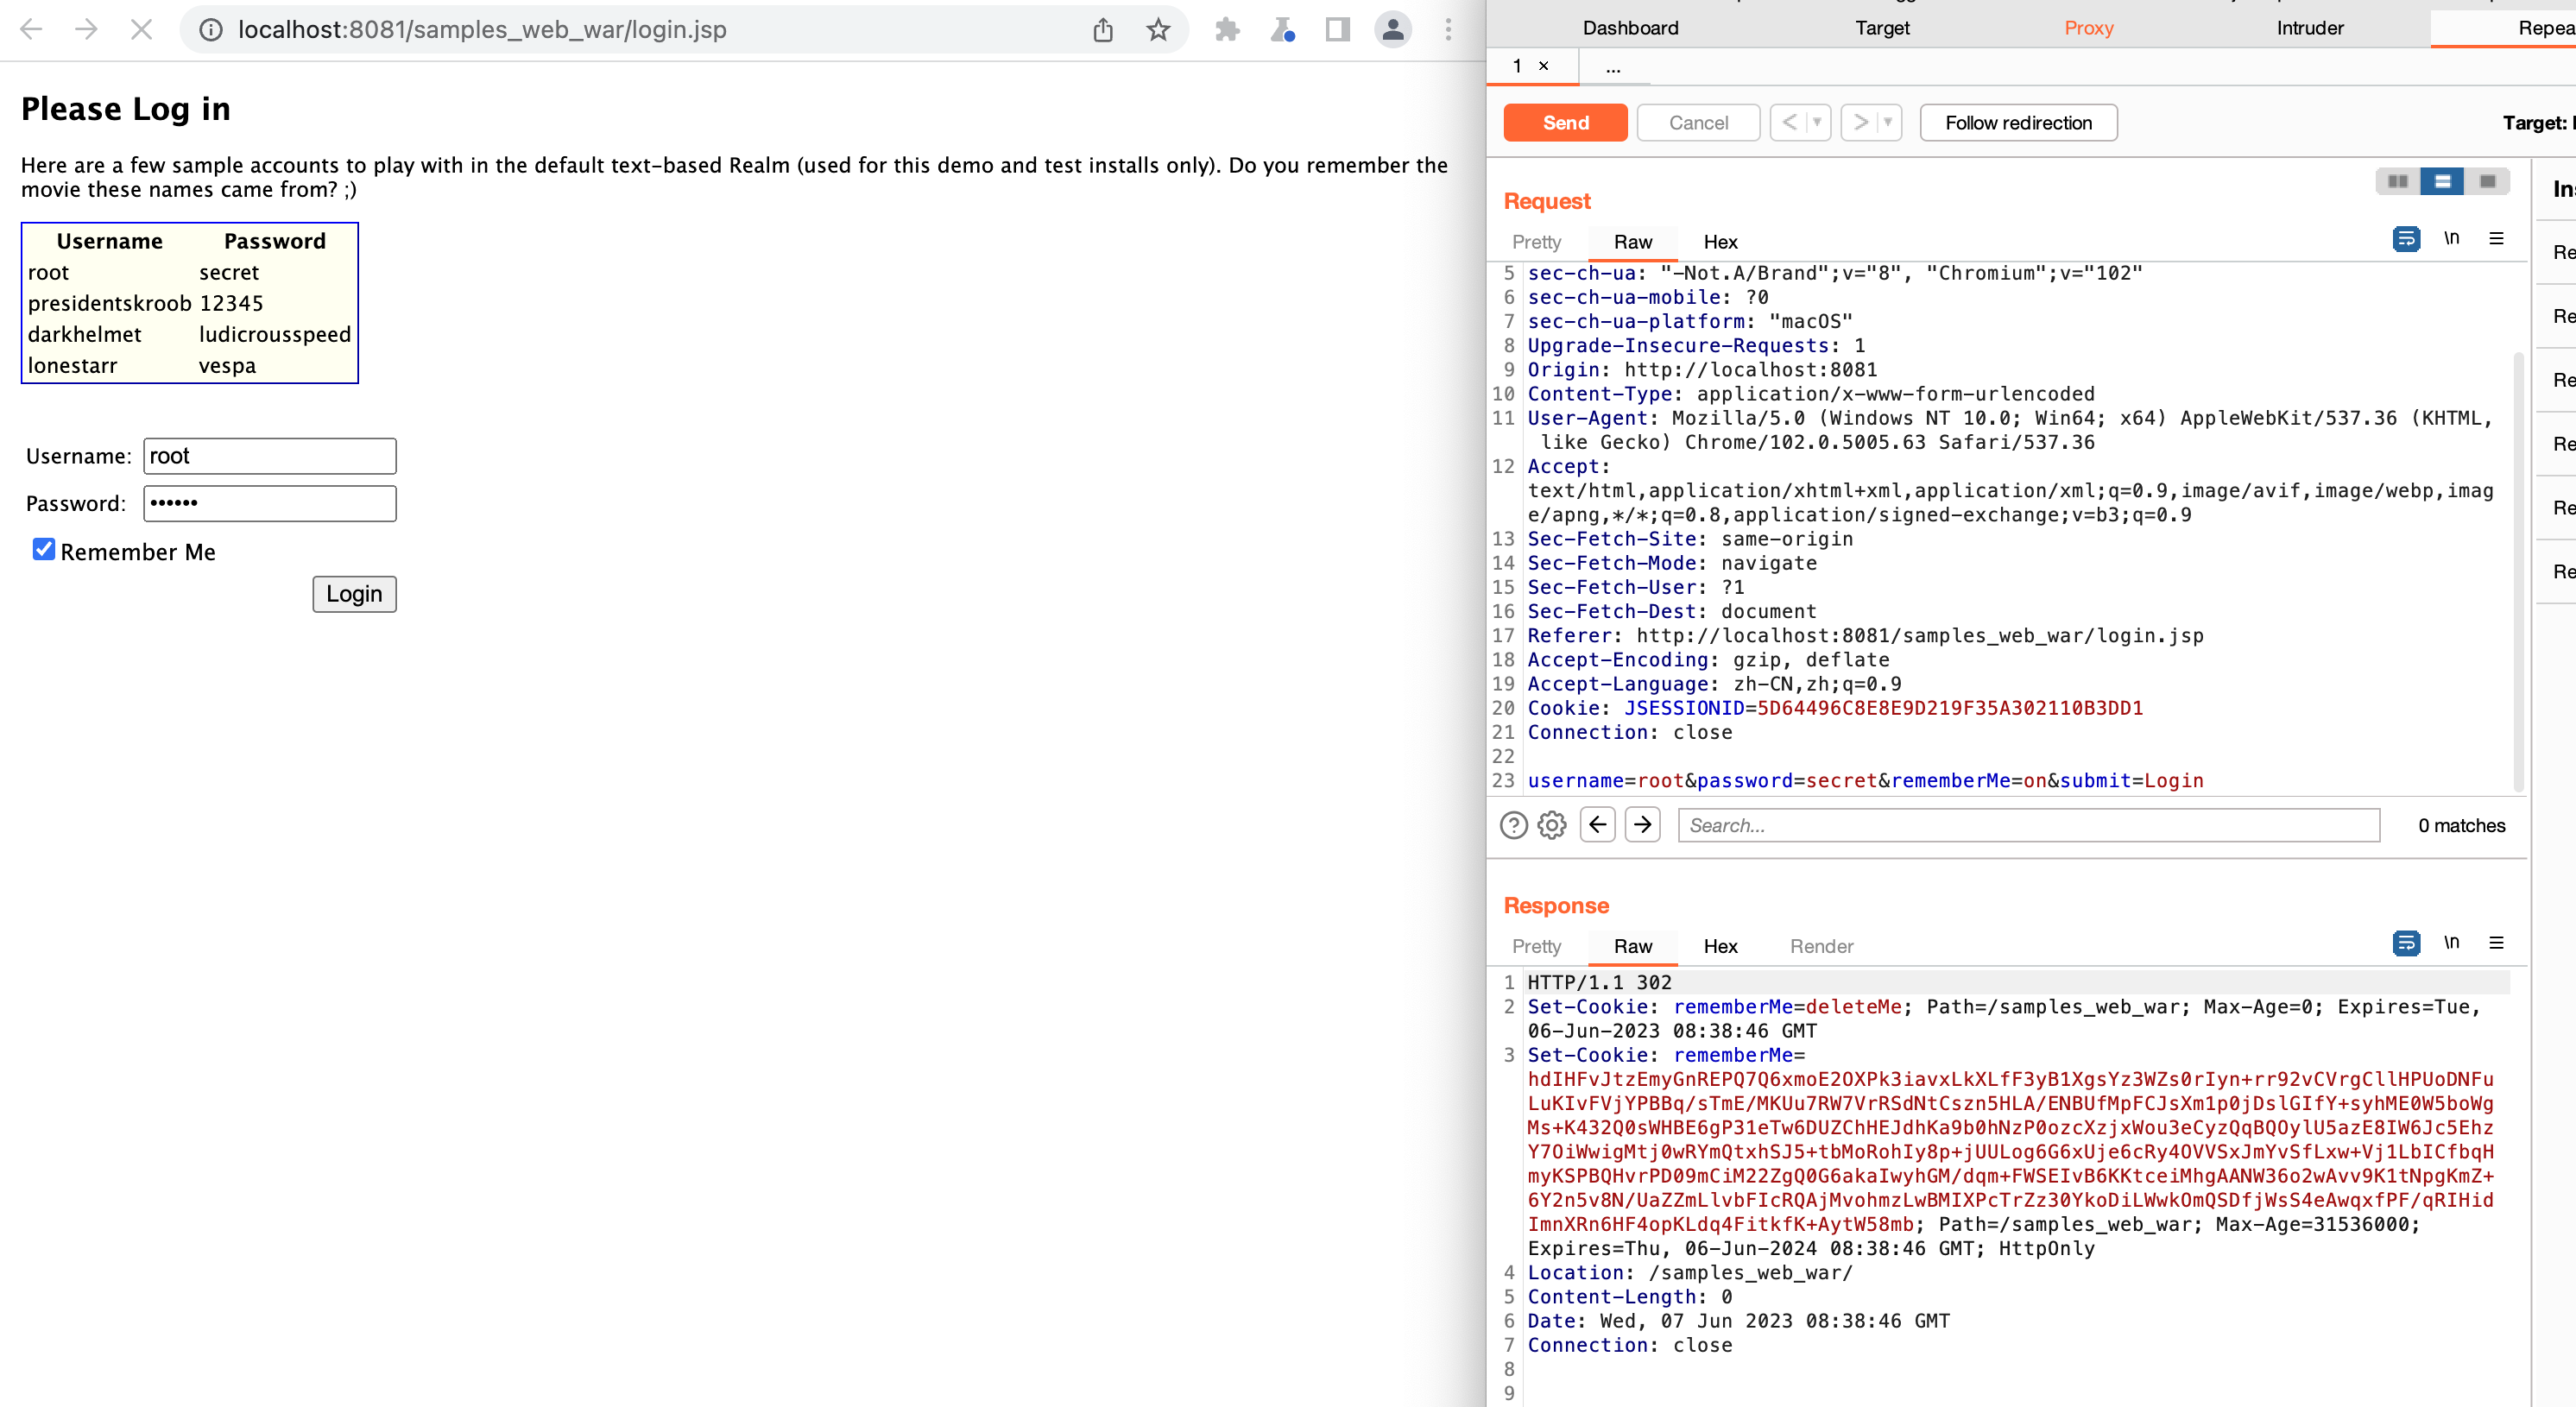 localhost:8081/samples_web_war/login.jsp
Please Log in
Here are a few sample accounts to play with in the default text-based Realm (used for this demo and test installs only). Do you remember the
movie these names came from? ;)
Username Password
root secret
presidentskroob 12345
darkhelmet ludicrousspeed
lonestarr vespa
Username: root
Password: ••••••
Remember Me
Login
Dashboard Target Proxy Intruder Repea
1 × ...
Send Cancel < > Follow redirection Target:
Request
Pretty Raw Hex \n
5 sec-ch-ua: "-Not.A/Brand";v="8", "Chromium";v="102"
6 sec-ch-ua-mobile: ?0
7 sec-ch-ua-platform: "macOS"
8 Upgrade-Insecure-Requests: 1
9 Origin: http://localhost:8081
10 Content-Type: application/x-www-form-urlencoded
11 User-Agent: Mozilla/5.0 (Windows NT 10.0; Win64; x64) AppleWebKit/537.36 (KHTML,
like Gecko) Chrome/102.0.5005.63 Safari/537.36
12 Accept:
text/html,application/xhtml+xml,application/xml;q=0.9,image/avif,image/webp,imag
e/apng,*/*;q=0.8,application/signed-exchange;v=b3;q=0.9
13 Sec-Fetch-Site: same-origin
14 Sec-Fetch-Mode: navigate
15 Sec-Fetch-User: ?1
16 Sec-Fetch-Dest: document
17 Referer: http://localhost:8081/samples_web_war/login.jsp
18 Accept-Encoding: gzip, deflate
19 Accept-Language: zh-CN,zh;q=0.9
20 Cookie: JSESSIONID=5D64496C8E8E9D219F35A302110B3DD1
21 Connection: close
22
23 username=root&password=secret&rememberMe=on&submit=Login
Search... 0 matches
Response
Pretty Raw Hex Render \n
1 HTTP/1.1 302
2 Set-Cookie: rememberMe=deleteMe; Path=/samples_web_war; Max-Age=0; Expires=Tue,
06-Jun-2023 08:38:46 GMT
3 Set-Cookie: rememberMe=
hdIHFvJtzEmyGnREPQ7Q6xmoE2OXPk3iavxLkXLfF3yB1XgsYz3WZs0rIyn+rr92vCVrgCllHPUoDNFu
LuKIvFVjYPBBq/sTmE/MKUu7RW7VrRSdNtCszn5HLA/ENBUfMpFCJsXm1p0jDslGIfY+syhME0W5boWg
Ms+K432Q0sWHBE6gP31eTw6DUZChHEJdhKa9b0hNzP0ozcXzjxWou3eCyzQqBQOylU5azE8IW6Jc5Ehz
Y7OiWwigMtj0wRYmQtxhSJ5+tbMoRohIy8p+jUULog6G6xUje6cRy4OVVSxJmYvSfLxw+Vj1LbICfbqH
myKSPBQHvrPD09mCiM22ZgQ0G6akaIwyhGM/dqm+FWSEIvB6KKtceiMhgAANW36o2wAvv9K1tNpgKmZ+
6Y2n5v8N/UaZZmLlvbFIcRQAjMvohmzLwBMIXPcTrZz30YkoDiLWwkOmQSDfjWsS4eAwqxfPF/qRIHid
ImnXRn6HF4opKLdq4FitkfK+AytW58mb; Path=/samples_web_war; Max-Age=31536000;
Expires=Thu, 06-Jun-2024 08:38:46 GMT; HttpOnly
4 Location: /samples_web_war/
5 Content-Length: 0
6 Date: Wed, 07 Jun 2023 08:38:46 GMT
7 Connection: close
8
9
Ins
Re
Re
Re
Re
Re
Re